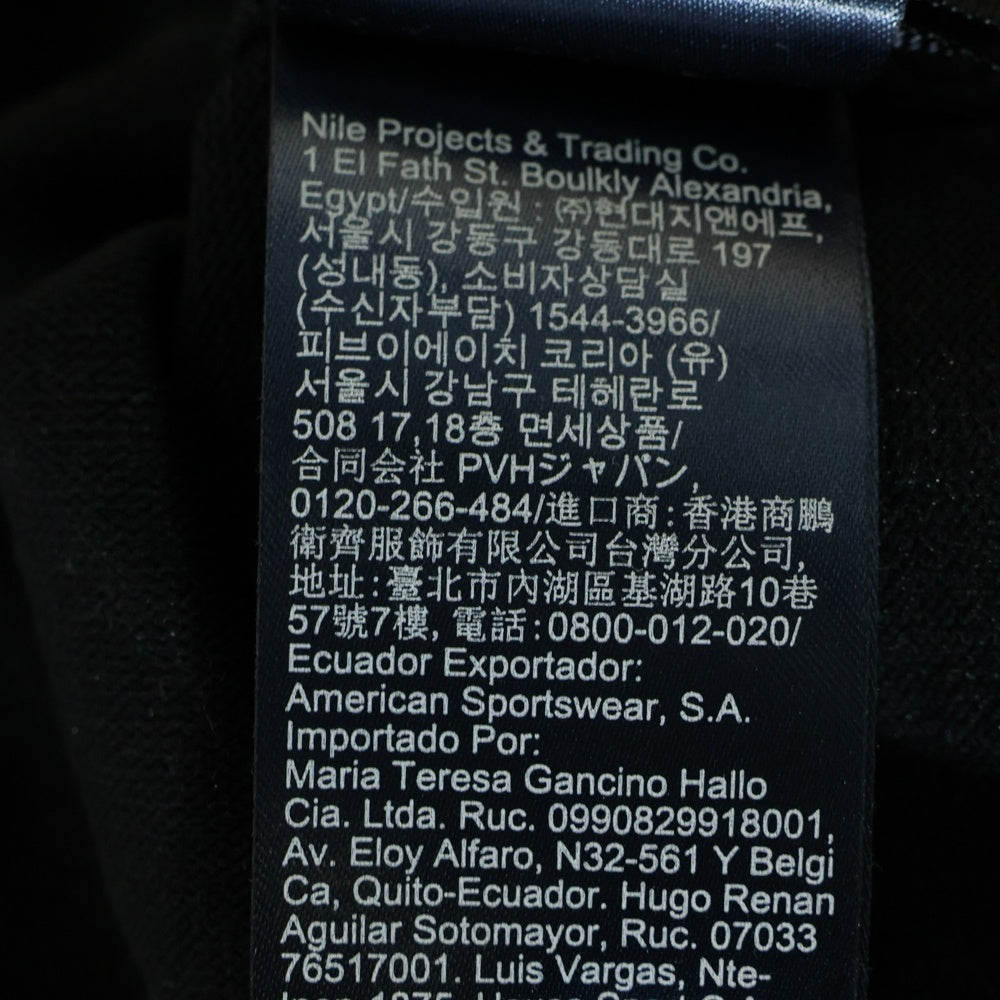 Nile Projects & Trading Co.
1 El Fath St. Boulkly Alexandria,
Egypt/수입원 : ㈜현대지앤에프,
서울시 강동구 강동대로 197
(성내동), 소비자상담실
(수신자부담) 1544-3966/
피브이에이치 코리아 (유)
서울시 강남구 테헤란로
508 17,18층 면세상품/
合同会社 PVHジャパン,
0120-266-484/進口商:香港商鵬
衛齊服飾有限公司台灣分公司,
地址:臺北市內湖區基湖路10巷
57號7樓, 電話:0800-012-020/
Ecuador Exportador:
American Sportswear, S.A.
Importado Por:
Maria Teresa Gancino Hallo
Cia. Ltda. Ruc. 0990829918001,
Av. Eloy Alfaro, N32-561 Y Belgi
Ca, Quito-Ecuador. Hugo Renan
Aguilar Sotomayor, Ruc. 07033
76517001. Luis Vargas, Nte-